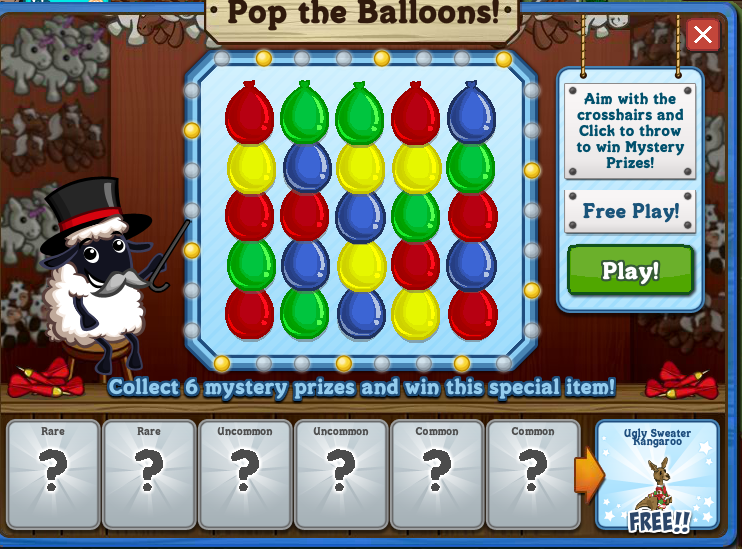 Pop the Balloons!
Aim with the
crosshairs and
Click to throw
to win Mystery
Prizes!
Free Play!
Play!
Collect 6 mystery prizes and win this special item!
Rare
?
Rare
?
Uncommon
?
Uncommon
?
Common
?
Common
?
Ugly Sweater
Kangaroo
FREE!!